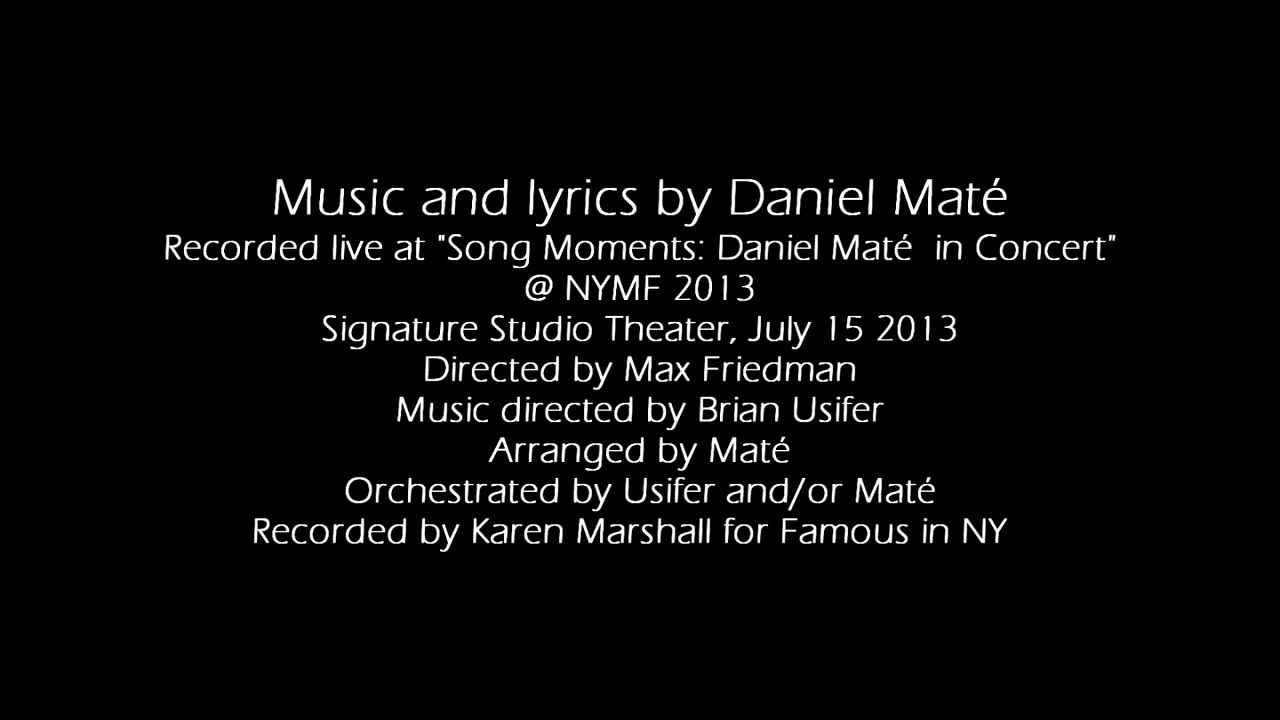 Music and lyrics by Daniel Maté
Recorded live at "Song Moments: Daniel Maté in Concert"
@ NYMF 2013
Signature Studio Theater, July 15 2013
Directed by Max Friedman
Music directed by Brian Usifer
Arranged by Maté
Orchestrated by Usifer and/or Maté
Recorded by Karen Marshall for Famous in NY